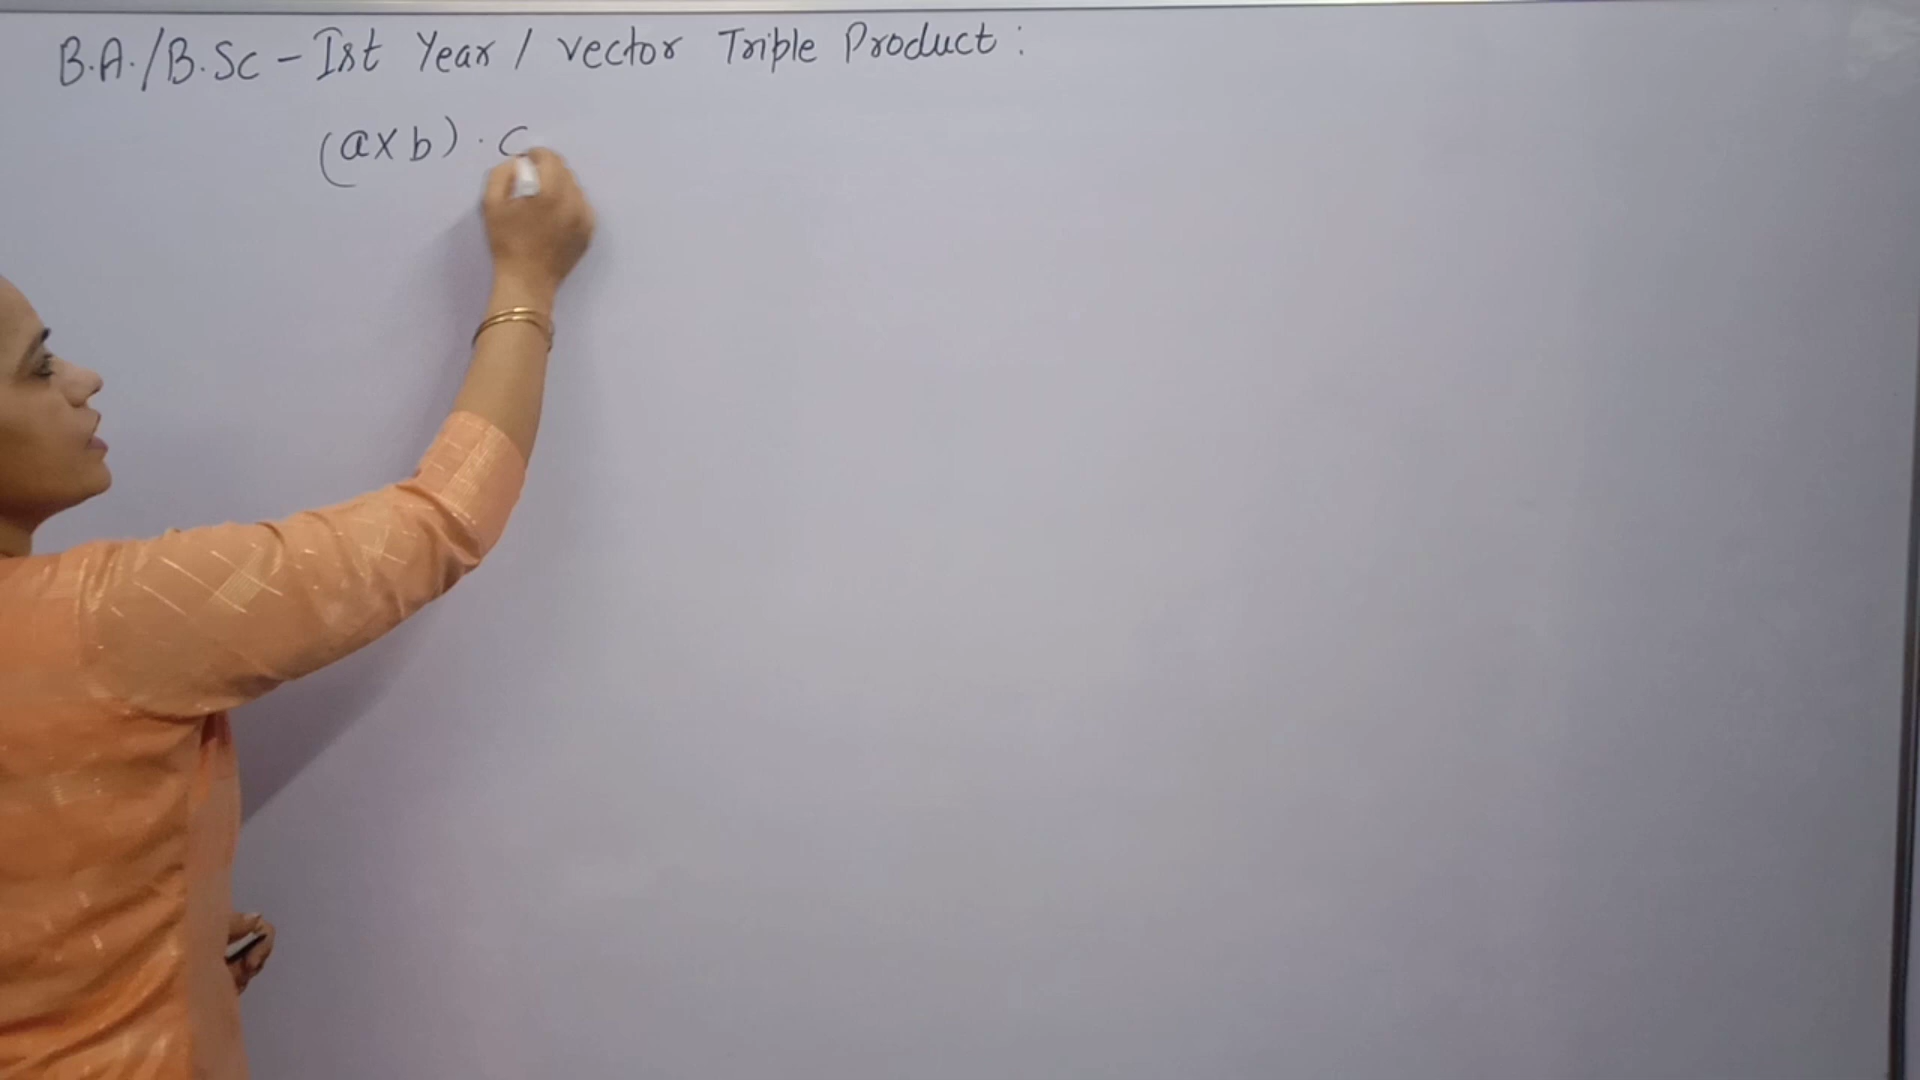 B.A./B.Sc - Ist Year / vector Triple Product :
(a×b) · c